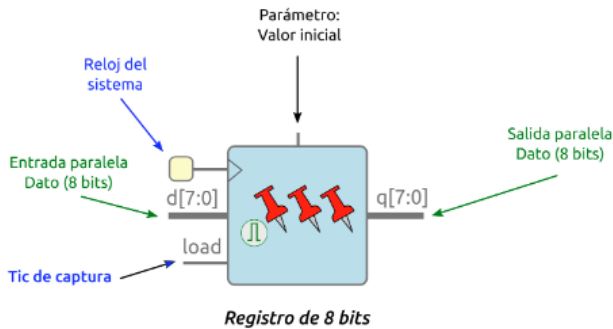 Parámetro:
Valor inicial
Reloj del
sistema
Salida paralela
Dato (8 bits)
Entrada paralela
Dato (8 bits)
d[7:0]
q[7:0]
load
Tic de captura
Registro de 8 bits